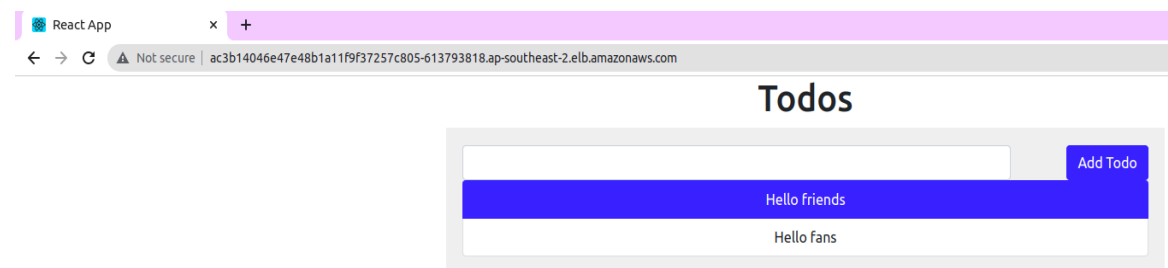 React App
Not secure | ac3b14046e47e48b1a11f9f37257c805-613793818.ap-southeast-2.elb.amazonaws.com
Todos
Add Todo
Hello friends
Hello fans